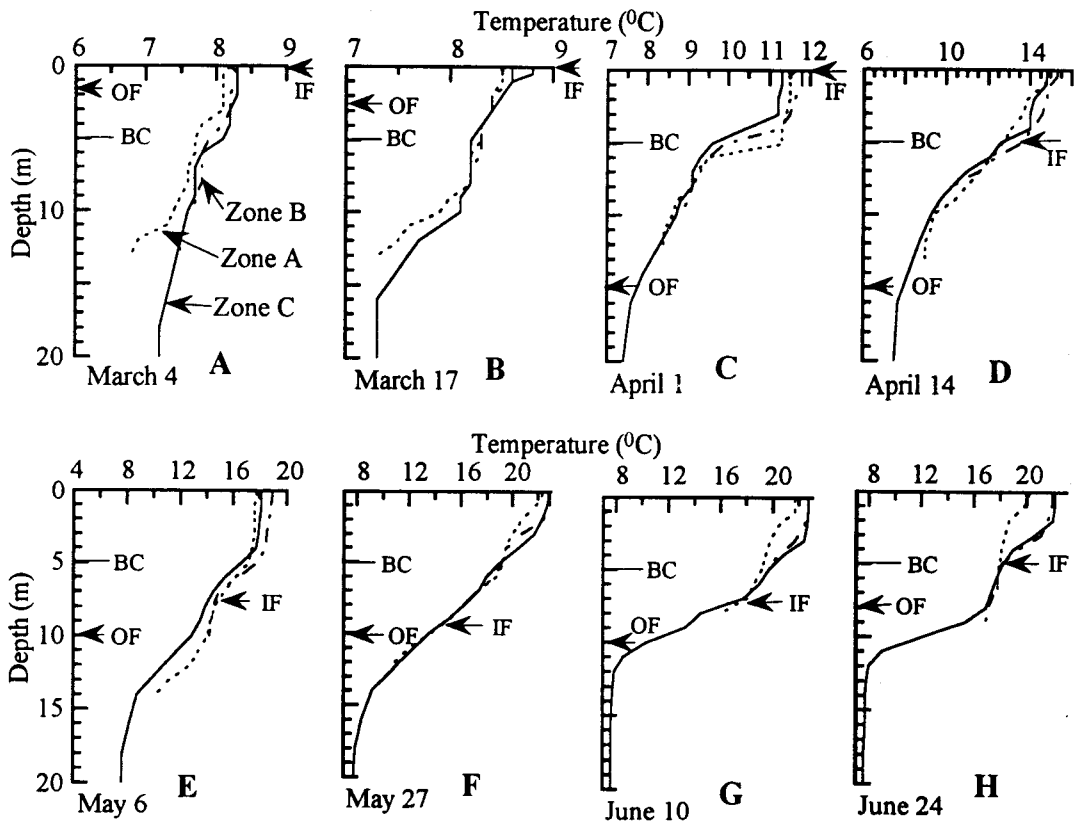 Temperature (⁰C)
6 7 8 9
7 8 9
7 8 9 10 11 12
6 10 14
0
5
10
15
20
Depth (m)
OF
BC
IF
Zone B
Zone A
Zone C
March 4
A
OF
BC
IF
March 17
B
BC
IF
OF
April 1
C
BC
IF
OF
April 14
D
Temperature (⁰C)
4 8 12 16 20
8 12 16 20
8 12 16 20
8 12 16 20
0
5
10
15
20
Depth (m)
BC
IF
OF
May 6
E
BC
OF
IF
May 27
F
BC
IF
OF
June 10
G
BC
IF
OF
June 24
H